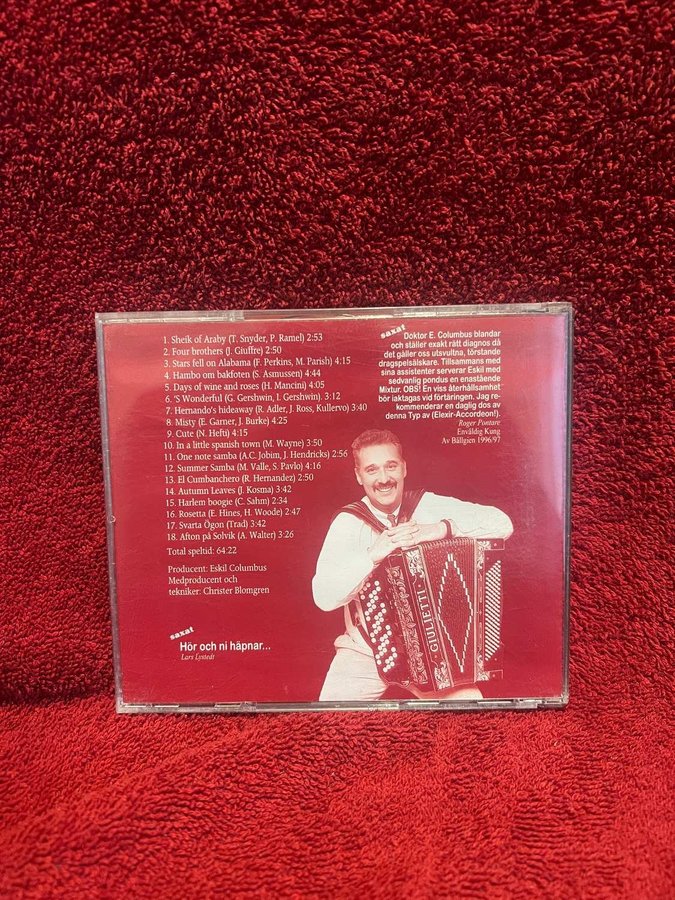 1. Sheik of Araby (T. Snyder, P. Ramel) 2:53
2. Four brothers (J. Giuffre) 2:50
3. Stars fell on Alabama (F. Perkins, M. Parish) 4:15
4. Hambo om bakfoten (S. Asmussen) 4:44
5. Days of wine and roses (H. Mancini) 4:05
6. 'S Wonderful (G. Gershwin, I. Gershwin). 3:12
7. Hernando's hideaway (R. Adler, J. Ross, Kullervo) 3:40
8. Misty (E. Garner, J. Burke) 4:25
9. Cute (N. Hefti) 4:15
10. In a little spanish town (M. Wayne) 3:50
11. One note samba (A.C. Jobim, J. Hendricks) 2:56
12. Summer Samba (M. Valle, S. Pavlo) 4:16
13. El Cumbanchero (R. Hernandez) 2:50
14. Autumn Leaves (J. Kosma) 3:42
15. Harlem boogie (C. Sahm) 2:34
16. Rosetta (E. Hines, H. Woode) 2:47
17. Svarta Ögon (Trad) 3:42
18. Afton på Solvik (A. Walter) 3:26
Total speltid: 64:22
Producent: Eskil Columbus
Medproducent och
tekniker: Christer Blomgren
saxat
Hör och ni häpnar...
Lars Lystedt
saxat
Doktor E. Columbus blandar
och ställer exakt rätt diagnos då
det gäller oss utsvultna, törstande
dragspelsälskare. Tillsammans med
sina assistenter serverar Eskil med
sedvanlig pondus en enastående
Mixtur. OBS! En viss återhållsamhet
bör iaktagas vid förtäringen. Jag re-
kommenderar en daglig dos av
denna Typ av (Elexir-Accordeon!).
Roger Pontare
Envåldig Kung
Av Bällgien 1996/97
GIULIETTI